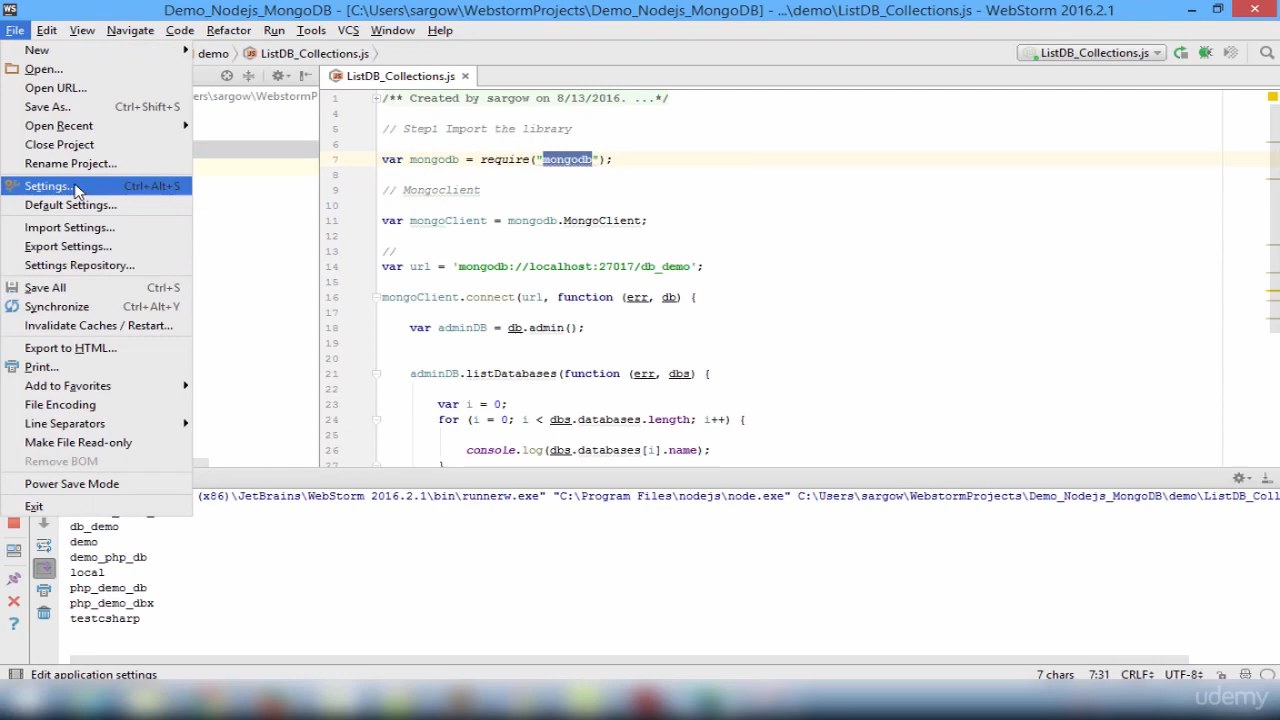 WS Demo_Nodejs_MongoDB - [C:\Users\sargow\WebstormProjects\Demo_Nodejs_MongoDB] - ...\demo\ListDB_Collections.js - WebStorm 2016.2.1
File Edit View Navigate Code Refactor Run Tools VCS Window Help
demo ListDB_Collections.js ListDB_Collections.js
New
Open...
Open URL...
Save As.. Ctrl+Shift+S
Open Recent
Close Project
Rename Project...
Settings... Ctrl+Alt+S
Default Settings...
Import Settings...
Export Settings...
Settings Repository...
Save All Ctrl+S
Synchronize Ctrl+Alt+Y
Invalidate Caches / Restart...
Export to HTML...
Print...
Add to Favorites
File Encoding
Line Separators
Make File Read-only
Remove BOM
Power Save Mode
Exit
ers\sargow\WebstormP
ListDB_Collections.js
1 /** Created by sargow on 8/13/2016. ...*/
4
5 // Step1 Import the library
6
7 var mongodb = require("mongodb");
8
9 // Mongoclient
10
11 var mongoClient = mongodb.MongoClient;
12
13 //
14 var url = 'mongodb://localhost:27017/db_demo';
15
16 mongoClient.connect(url, function (err, db) {
17
18 var adminDB = db.admin();
19
20
21 adminDB.listDatabases(function (err, dbs) {
22
23 var i = 0;
24 for (i = 0; i < dbs.databases.length; i++) {
25
26 console.log(dbs.databases[i].name);
27 }
(x86)\JetBrains\WebStorm 2016.2.1\bin\runnerw.exe" "C:\Program Files\nodejs\node.exe" C:\Users\sargow\WebstormProjects\Demo_Nodejs_MongoDB\demo\ListDB_Coll
db_demo
demo
demo_php_db
local
php_demo_db
php_demo_dbx
testcsharp
Edit application settings 7 chars 7:31 CRLF UTF-8
udemy